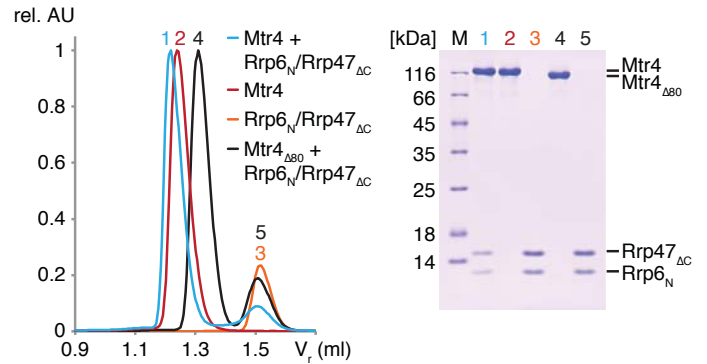 rel. AU
1 2 4
1
0.8
0.6
0.4
0.2
0
5
3
0.9 1.1 1.3 1.5 Vᵣ (ml)
Mtr4 +
Rrp6N/Rrp47ΔC
Mtr4
Rrp6N/Rrp47ΔC
Mtr4Δ80 +
Rrp6N/Rrp47ΔC
[kDa] M 1 2 3 4 5
116
66
45
35
25
18
14
Mtr4
Mtr4Δ80
Rrp47ΔC
Rrp6N